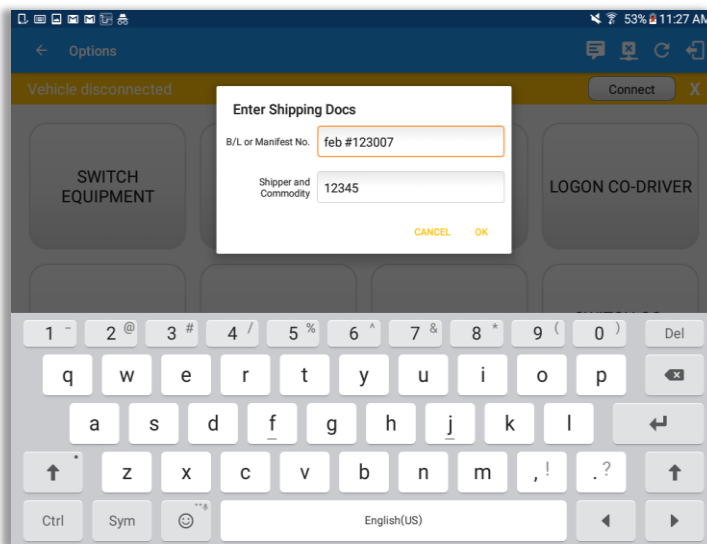 53% 11:27 AM
Options
Vehicle disconnected
Connect
X
Enter Shipping Docs
B/L or Manifest No.
feb #123007
Shipper and
Commodity
12345
CANCEL
OK
SWITCH
EQUIPMENT
LOGON CO-DRIVER
1 - 2 @ 3 # 4 / 5 % 6 ^ 7 & 8 * 9 ( 0 ) Del
q w e r t y u i o p
a s d f g h j k l
z x c v b n m , ! . ?
Ctrl Sym English(US)